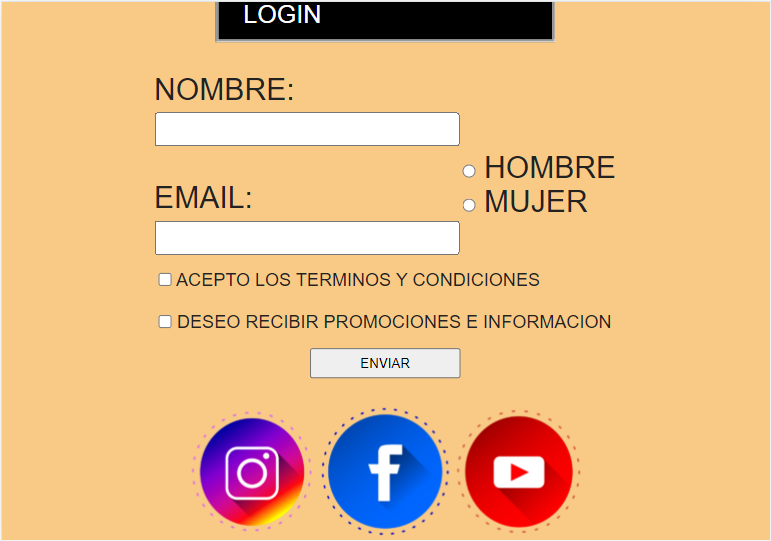 LOGIN
NOMBRE:
HOMBRE
EMAIL:
MUJER
ACEPTO LOS TERMINOS Y CONDICIONES
DESEO RECIBIR PROMOCIONES E INFORMACION
ENVIAR